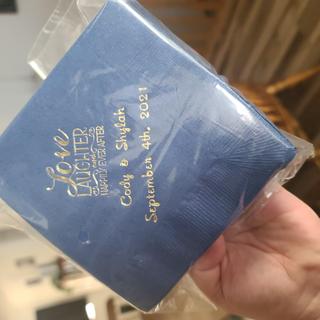 Love
LAUGHTER
and
HAPPILY EVER AFTER
Cody & Shylah
September 4th, 2021